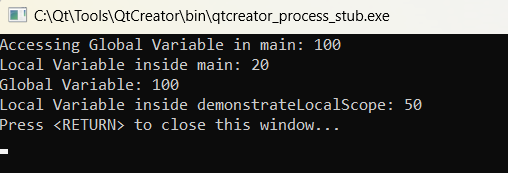 C:\Qt\Tools\QtCreator\bin\qtcreator_process_stub.exe
Accessing Global Variable in main: 100
Local Variable inside main: 20
Global Variable: 100
Local Variable inside demonstrateLocalScope: 50
Press <RETURN> to close this window...